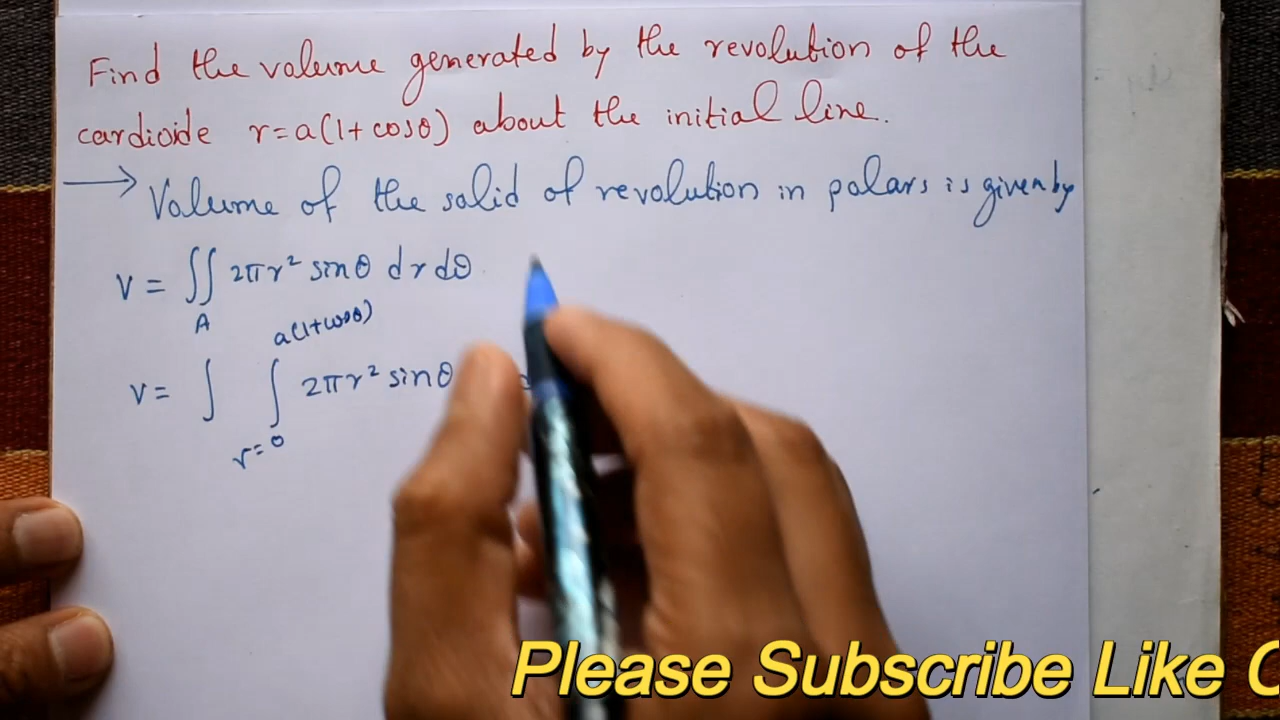 Find the volume generated by the revolution of the
cardioide r=a(1+cosθ) about the initial line.
→ Volume of the solid of revolution in polars is given by
V = ∬ 2πr² sinθ dr dθ
A
a(1+cosθ)
V = ∫ ∫ 2πr² sinθ
r=0
Please Subscribe Like